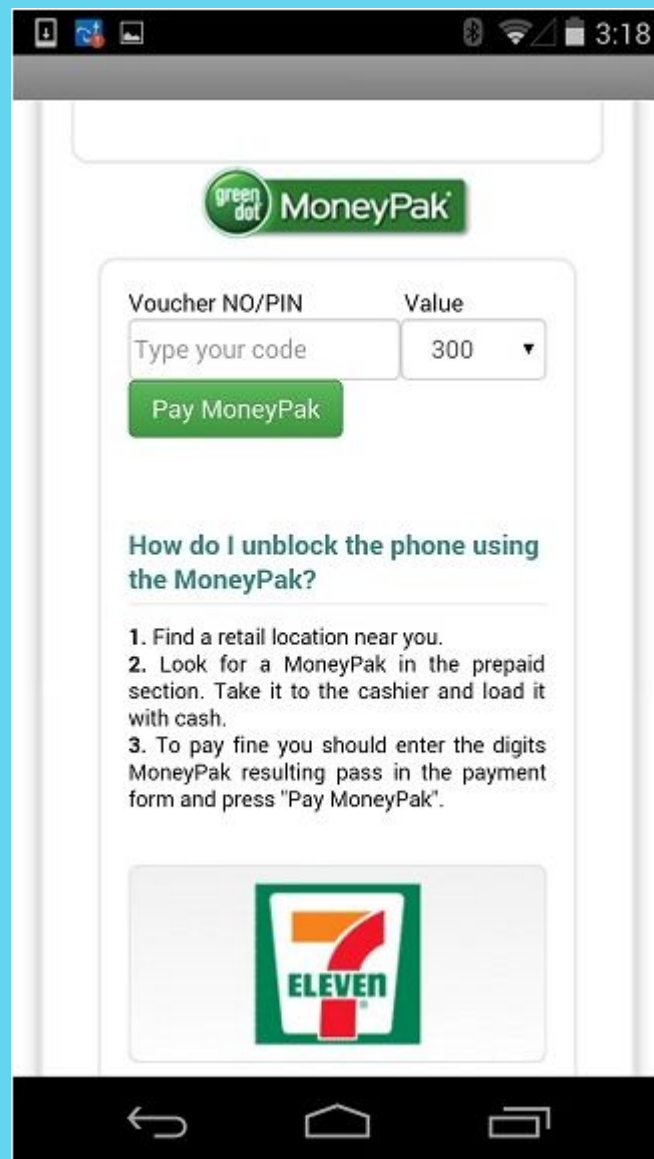 3:18
green dot MoneyPak
Voucher NO/PIN Value
Type your code 300
Pay MoneyPak
How do I unblock the phone using
the MoneyPak?
1. Find a retail location near you.
2. Look for a MoneyPak in the prepaid
section. Take it to the cashier and load it
with cash.
3. To pay fine you should enter the digits
MoneyPak resulting pass in the payment
form and press "Pay MoneyPak".
7
ELEVEn